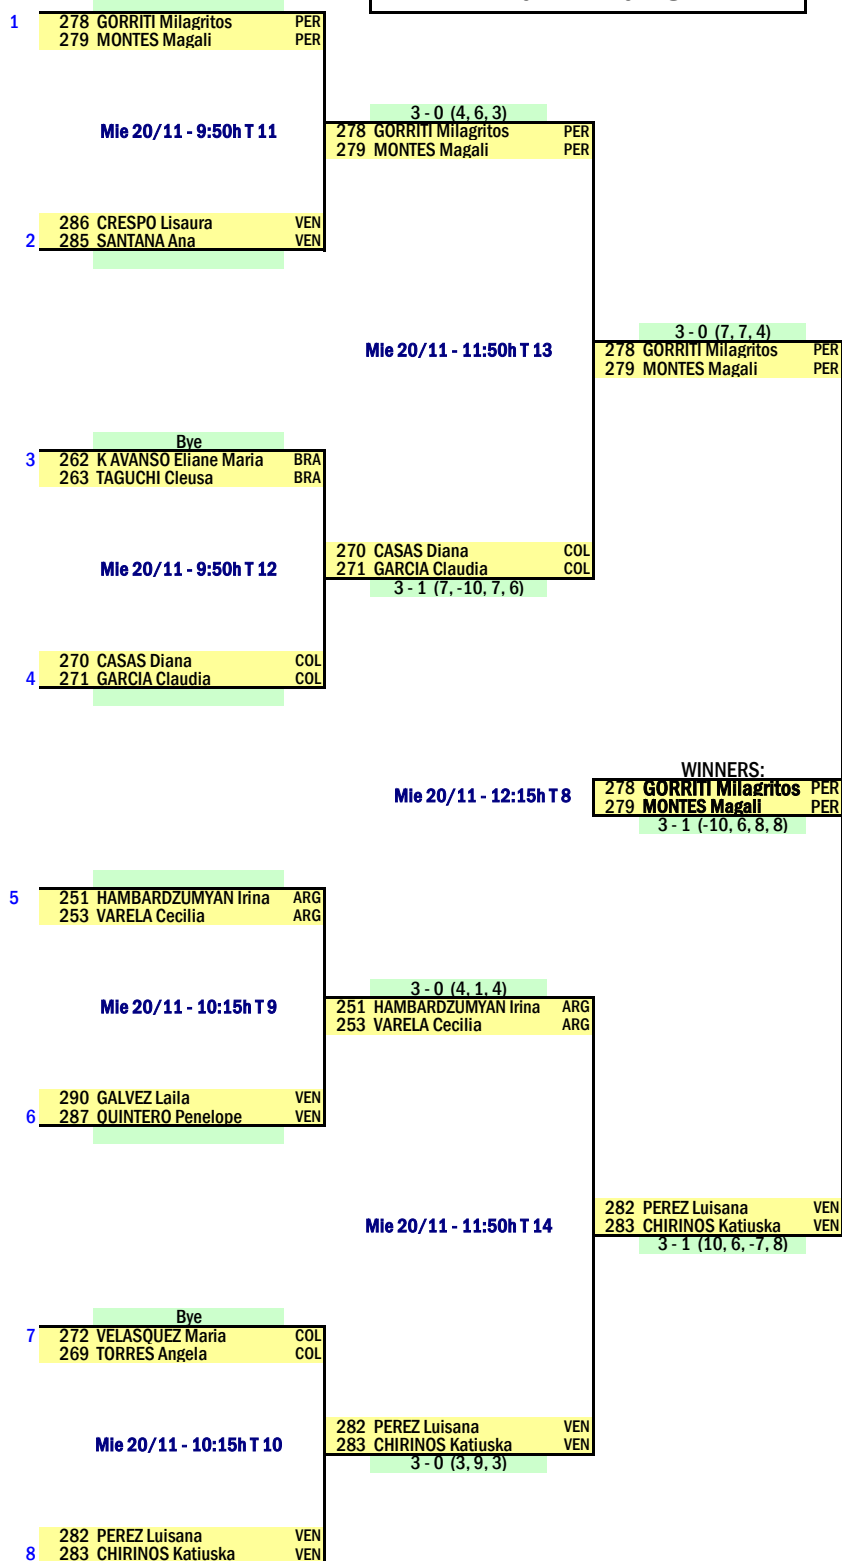 1 278 GORRITI Milagritos PER
279 MONTES Magali PER
3 - 0 (4, 6, 3)
Mie 20/11 - 9:50h T 11
278 GORRITI Milagritos PER
279 MONTES Magali PER
286 CRESPO Lisaura VEN
2 285 SANTANA Ana VEN
3 - 0 (7, 7, 4)
Mie 20/11 - 11:50h T 13
278 GORRITI Milagritos PER
279 MONTES Magali PER
Bye
3 262 K AVANSO Eliane Maria BRA
263 TAGUCHI Cleusa BRA
Mie 20/11 - 9:50h T 12
270 CASAS Diana COL
271 GARCIA Claudia COL
3 - 1 (7, -10, 7, 6)
270 CASAS Diana COL
4 271 GARCIA Claudia COL
WINNERS:
Mie 20/11 - 12:15h T 8
278 GORRITI Milagritos PER
279 MONTES Magali PER
3 - 1 (-10, 6, 8, 8)
5 251 HAMBARDZUMYAN Irina ARG
253 VARELA Cecilia ARG
3 - 0 (4, 1, 4)
Mie 20/11 - 10:15h T 9
251 HAMBARDZUMYAN Irina ARG
253 VARELA Cecilia ARG
290 GALVEZ Laila VEN
6 287 QUINTERO Penelope VEN
Mie 20/11 - 11:50h T 14
282 PEREZ Luisana VEN
283 CHIRINOS Katiuska VEN
3 - 1 (10, 6, -7, 8)
Bye
7 272 VELASQUEZ Maria COL
269 TORRES Angela COL
Mie 20/11 - 10:15h T 10
282 PEREZ Luisana VEN
283 CHIRINOS Katiuska VEN
3 - 0 (3, 9, 3)
282 PEREZ Luisana VEN
8 283 CHIRINOS Katiuska VEN